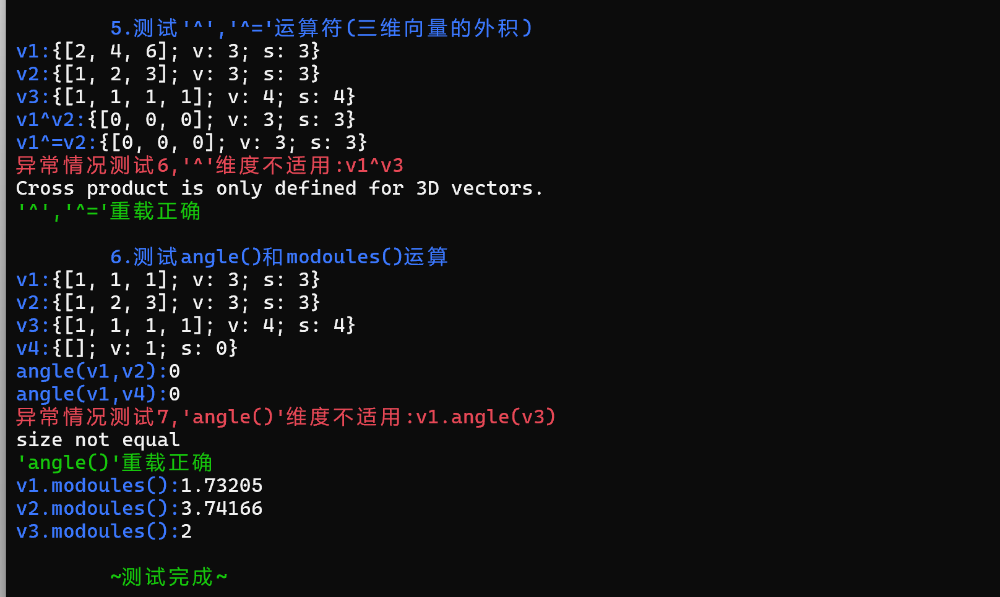 5.测试'^','^='运算符(三维向量的外积)
v1:{[2, 4, 6]; v: 3; s: 3}
v2:{[1, 2, 3]; v: 3; s: 3}
v3:{[1, 1, 1, 1]; v: 4; s: 4}
v1^v2:{[0, 0, 0]; v: 3; s: 3}
v1^=v2:{[0, 0, 0]; v: 3; s: 3}
异常情况测试6,'^'维度不适用:v1^v3
Cross product is only defined for 3D vectors.
'^','^='重载正确
6.测试angle()和modoules()运算
v1:{[1, 1, 1]; v: 3; s: 3}
v2:{[1, 2, 3]; v: 3; s: 3}
v3:{[1, 1, 1, 1]; v: 4; s: 4}
v4:{[]; v: 1; s: 0}
angle(v1,v2):0
angle(v1,v4):0
异常情况测试7,'angle()'维度不适用:v1.angle(v3)
size not equal
'angle()'重载正确
v1.modoules():1.73205
v2.modoules():3.74166
v3.modoules():2
~测试完成~